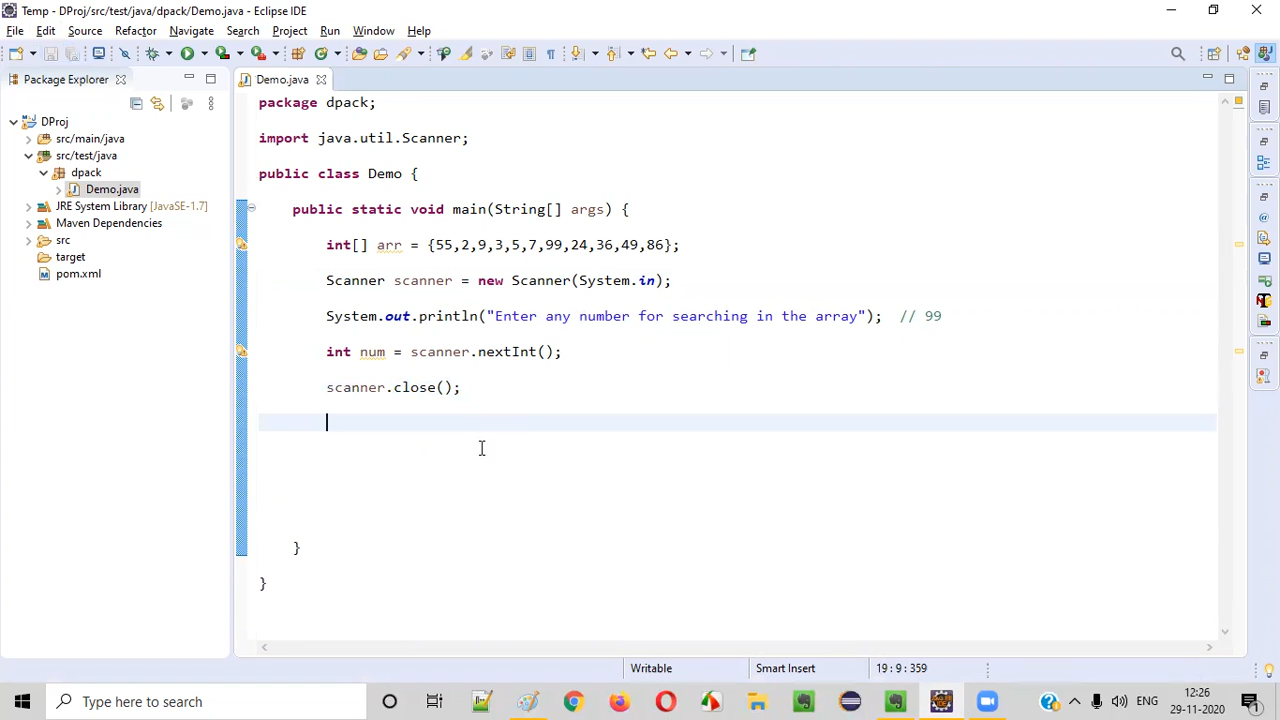 Temp - DProj/src/test/java/dpack/Demo.java - Eclipse IDE
File Edit Source Refactor Navigate Search Project Run Window Help
Package Explorer
Demo.java
DProj
src/main/java
src/test/java
dpack
Demo.java
JRE System Library [JavaSE-1.7]
Maven Dependencies
src
target
pom.xml
package dpack;
import java.util.Scanner;
public class Demo {
public static void main(String[] args) {
int[] arr = {55,2,9,3,5,7,99,24,36,49,86};
Scanner scanner = new Scanner(System.in);
System.out.println("Enter any number for searching in the array"); // 99
int num = scanner.nextInt();
scanner.close();
}
}
Writable Smart Insert 19 : 9 : 359
Type here to search
12:26
29-11-2020